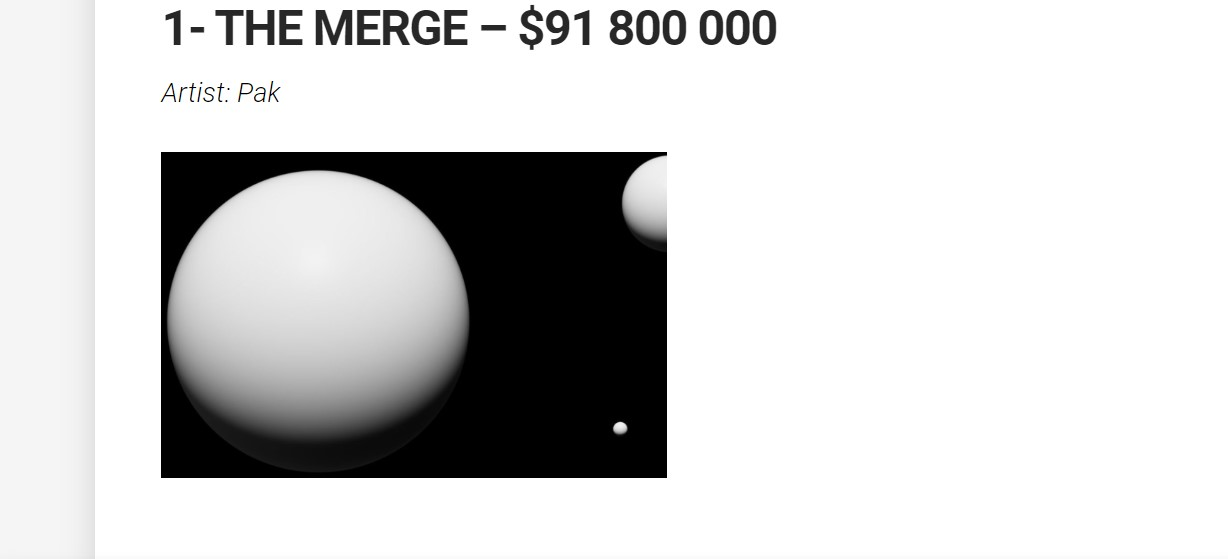 1- THE MERGE – $91 800 000
Artist: Pak